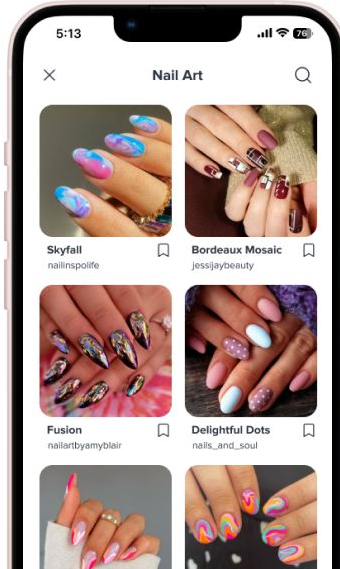 5:13
76
Nail Art
Skyfall
nailinspolife
Bordeaux Mosaic
jessijaybeauty
Fusion
nailartbyamyblair
Delightful Dots
nails_and_soul